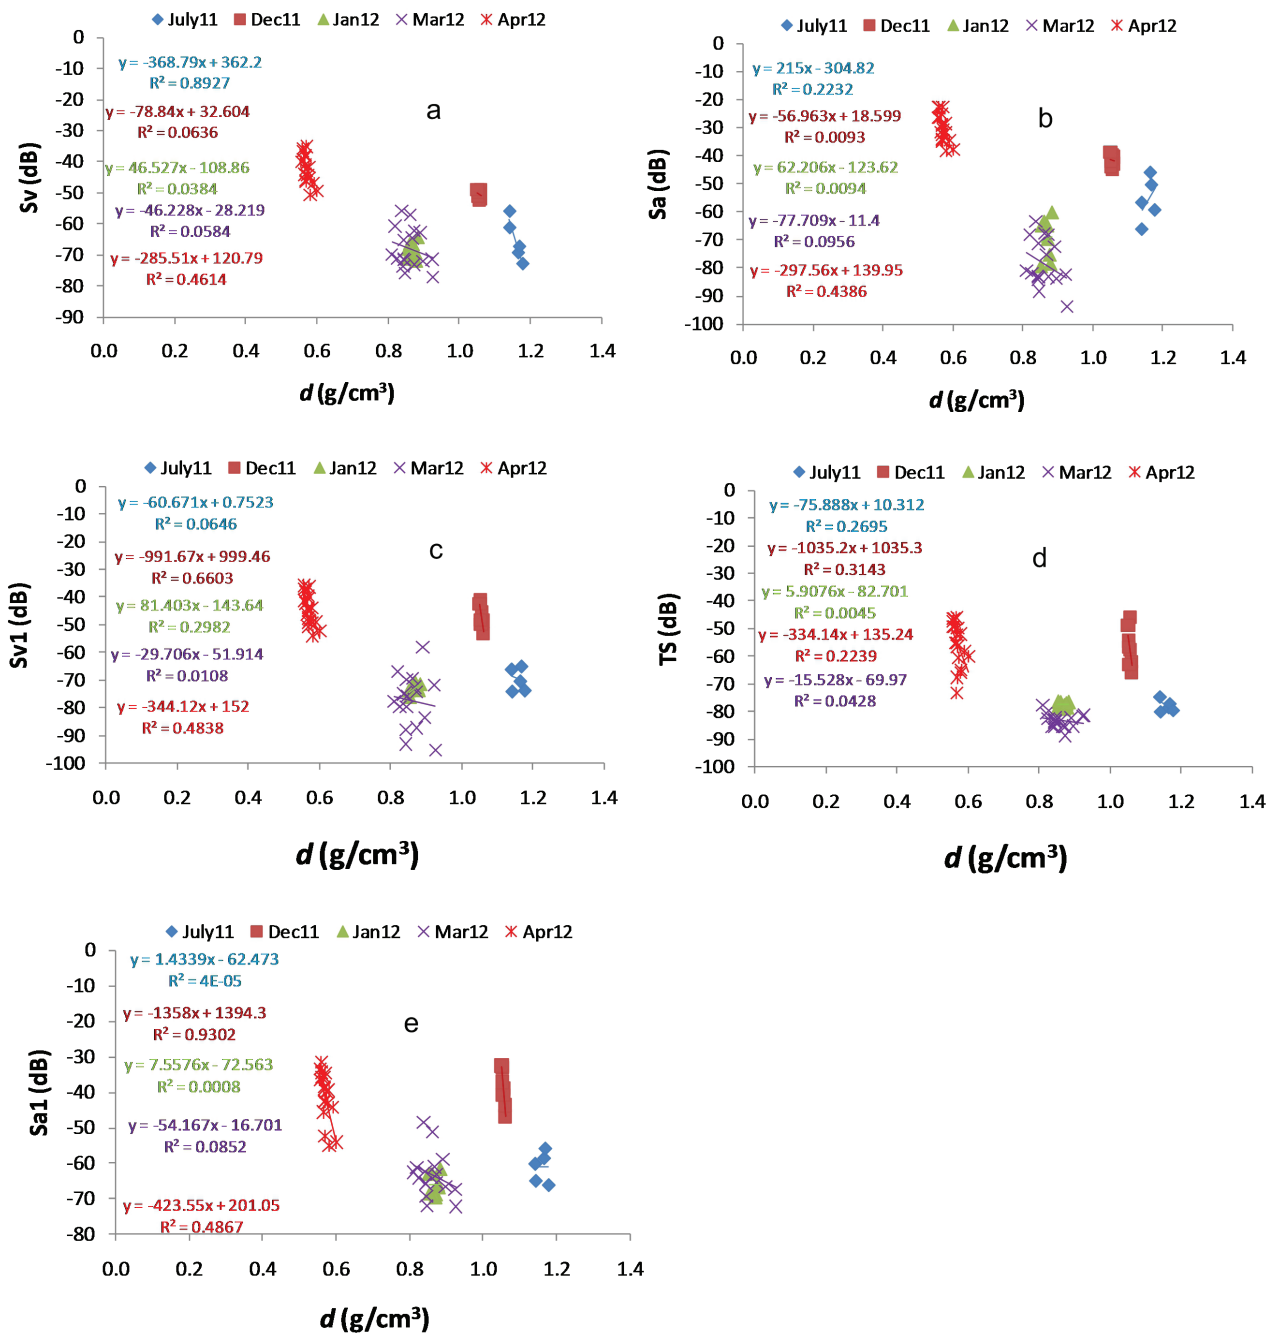 July11 Dec11 Jan12 Mar12 Apr12
0
-10
-20
-30
-40
-50
-60
-70
-80
-90
Sv (dB)
y = -368.79x + 362.2
R² = 0.8927
y = -78.84x + 32.604
R² = 0.0636
y = 46.527x - 108.86
R² = 0.0384
y = -46.228x - 28.219
R² = 0.0584
y = -285.51x + 120.79
R² = 0.4614
a
0.0 0.2 0.4 0.6 0.8 1.0 1.2 1.4
d (g/cm³)
July11 Dec11 Jan12 Mar12 Apr12
0
-10
-20
-30
-40
-50
-60
-70
-80
-90
-100
Sa (dB)
y = 215x - 304.82
R² = 0.2232
y = -56.963x + 18.599
R² = 0.0093
y = 62.206x - 123.62
R² = 0.0094
y = -77.709x - 11.4
R² = 0.0956
y = -297.56x + 139.95
R² = 0.4386
b
0.0 0.2 0.4 0.6 0.8 1.0 1.2 1.4
d (g/cm³)
July11 Dec11 Jan12 Mar12 Apr12
0
-10
-20
-30
-40
-50
-60
-70
-80
-90
-100
Sv1 (dB)
y = -60.671x + 0.7523
R² = 0.0646
y = -991.67x + 999.46
R² = 0.6603
y = 81.403x - 143.64
R² = 0.2982
y = -29.706x - 51.914
R² = 0.0108
y = -344.12x + 152
R² = 0.4838
c
0.0 0.2 0.4 0.6 0.8 1.0 1.2 1.4
d (g/cm³)
July11 Dec11 Jan12 Mar12 Apr12
0
-10
-20
-30
-40
-50
-60
-70
-80
-90
-100
TS (dB)
y = -75.888x + 10.312
R² = 0.2695
y = -1035.2x + 1035.3
R² = 0.3143
y = 5.9076x - 82.701
R² = 0.0045
y = -334.14x + 135.24
R² = 0.2239
y = -15.528x - 69.97
R² = 0.0428
d
0.0 0.2 0.4 0.6 0.8 1.0 1.2 1.4
d (g/cm³)
July11 Dec11 Jan12 Mar12 Apr12
0
-10
-20
-30
-40
-50
-60
-70
-80
Sa1 (dB)
y = 1.4339x - 62.473
R² = 4E-05
y = -1358x + 1394.3
R² = 0.9302
y = 7.5576x - 72.563
R² = 0.0008
y = -54.167x - 16.701
R² = 0.0852
y = -423.55x + 201.05
R² = 0.4867
e
0.0 0.2 0.4 0.6 0.8 1.0 1.2 1.4
d (g/cm³)